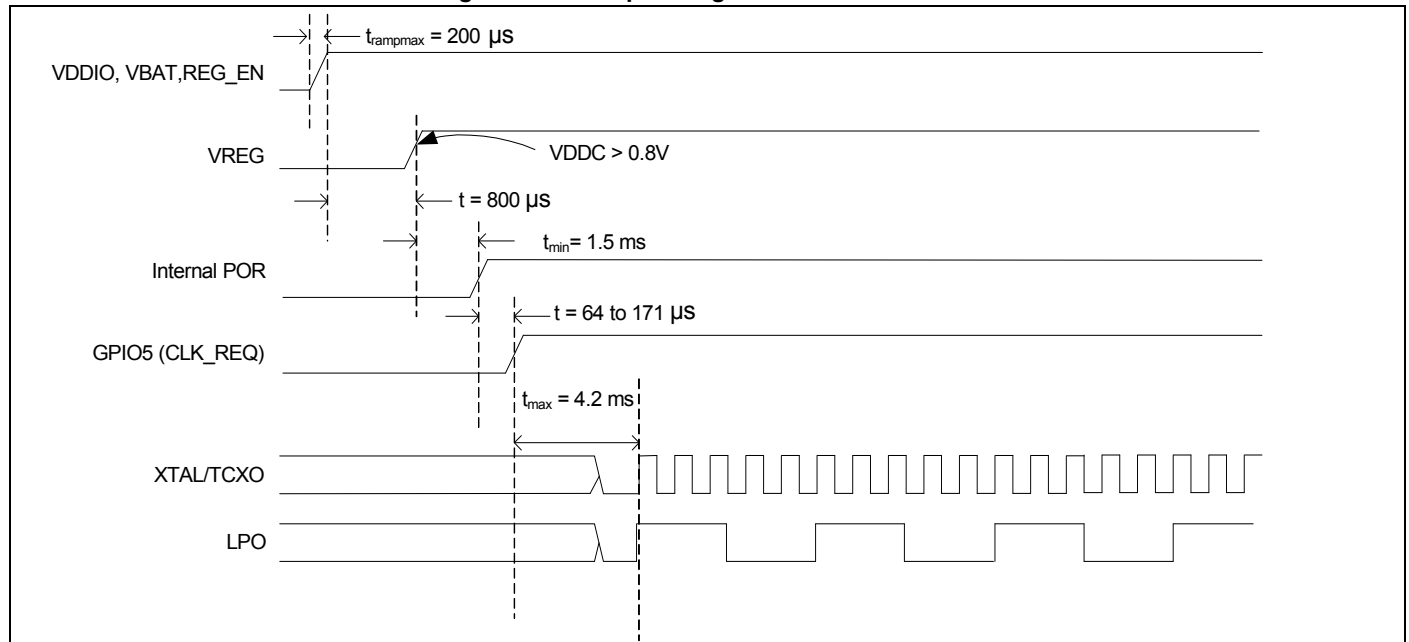 t_rampmax = 200 µs
VDDIO, VBAT,REG_EN
VREG
VDDC > 0.8V
t = 800 µs
t_min= 1.5 ms
Internal POR
t = 64 to 171 µs
GPIO5 (CLK_REQ)
t_max = 4.2 ms
XTAL/TCXO
LPO